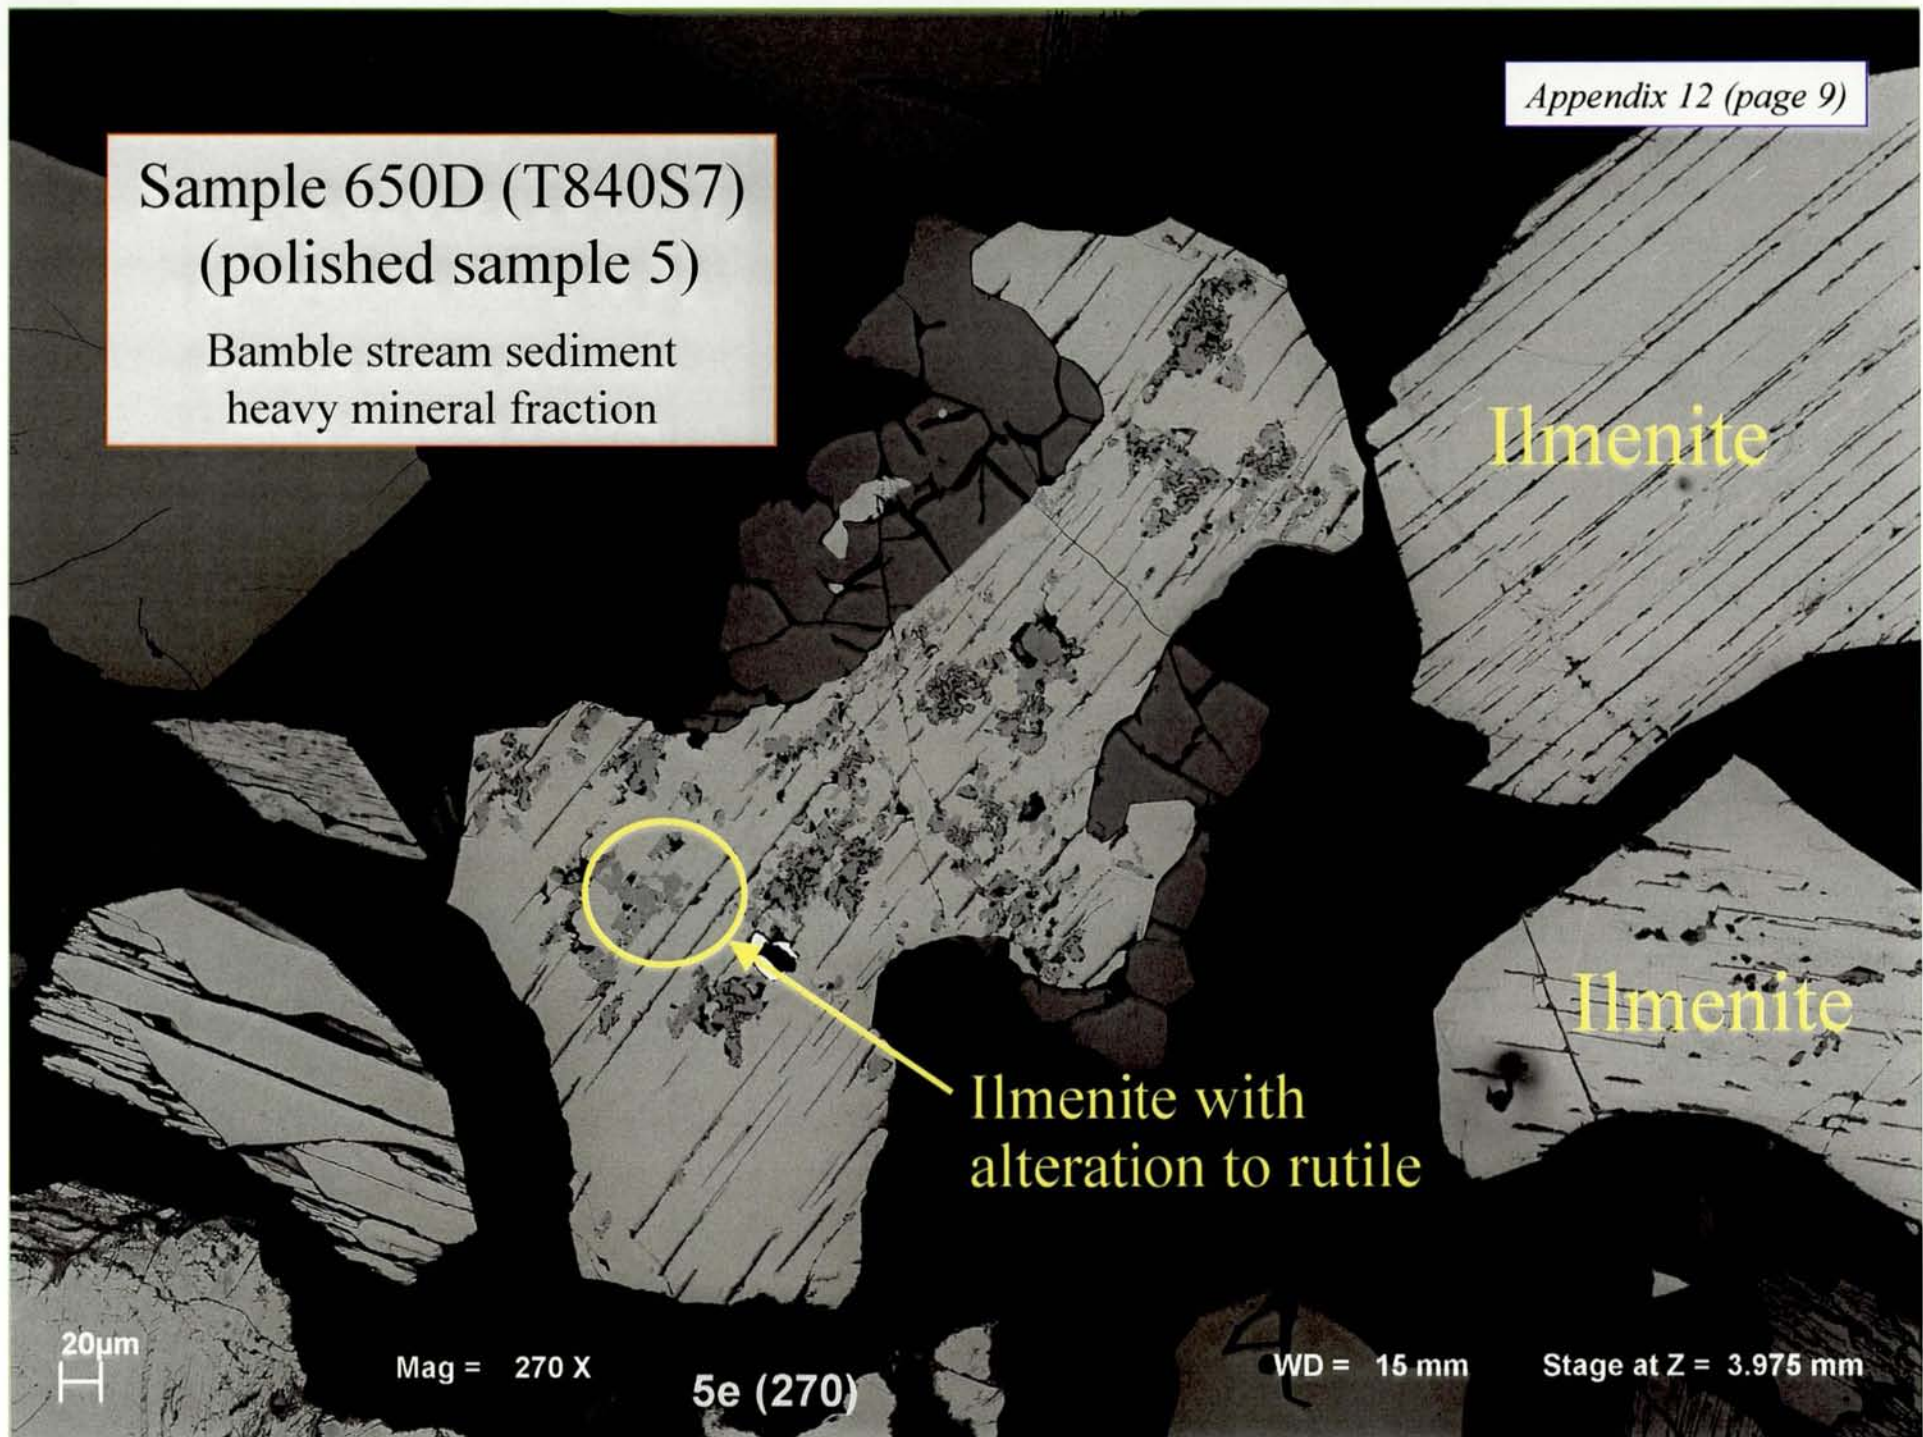 Appendix 12 (page 9)
Sample 650D (T840S7)
(polished sample 5)
Bamble stream sediment
heavy mineral fraction
Ilmenite
Ilmenite
Ilmenite with
alteration to rutile
20µm
Mag = 270 X
5e (270)
WD = 15 mm
Stage at Z = 3.975 mm